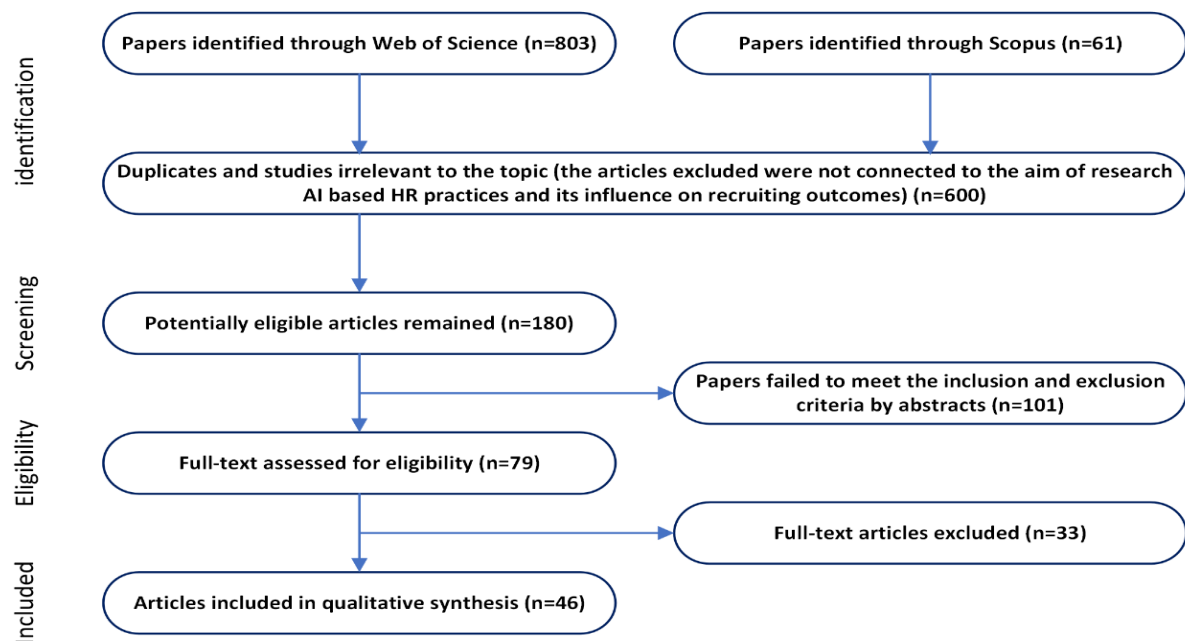 identification
Papers identified through Web of Science (n=803)
Papers identified through Scopus (n=61)
Duplicates and studies irrelevant to the topic (the articles excluded were not connected to the aim of research
AI based HR practices and its influence on recruiting outcomes) (n=600)
Screening
Potentially eligible articles remained (n=180)
Papers failed to meet the inclusion and exclusion
criteria by abstracts (n=101)
Eligibility
Full-text assessed for eligibility (n=79)
Full-text articles excluded (n=33)
Included
Articles included in qualitative synthesis (n=46)